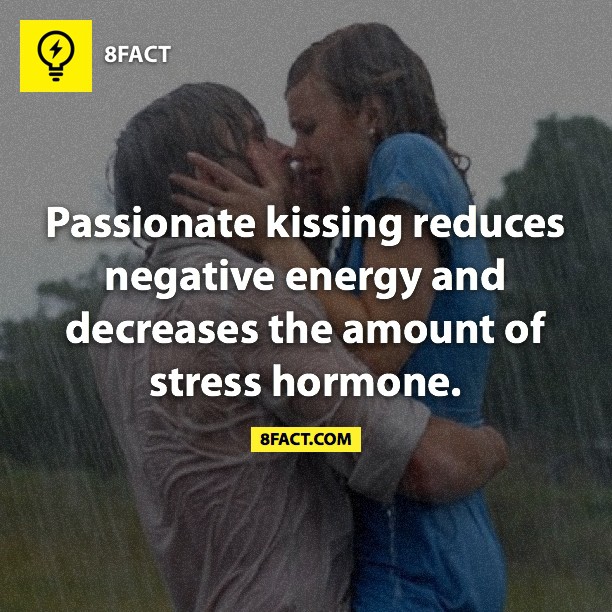 8FACT
Passionate kissing reduces
negative energy and
decreases the amount of
stress hormone.
8FACT.COM